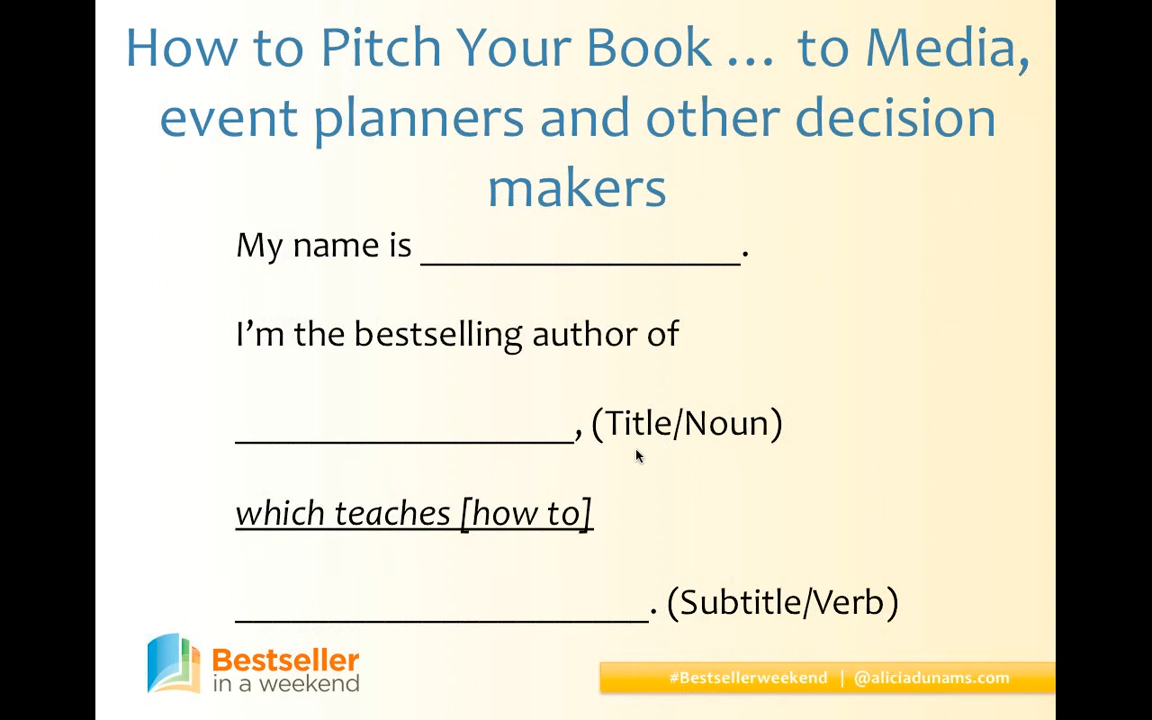 How to Pitch Your Book … to Media,
event planners and other decision
makers
My name is _________________.
I'm the bestselling author of
__________________, (Title/Noun)
which teaches [how to]
______________________. (Subtitle/Verb)
Bestseller
in a weekend
#Bestsellerweekend | @aliciadunams.com